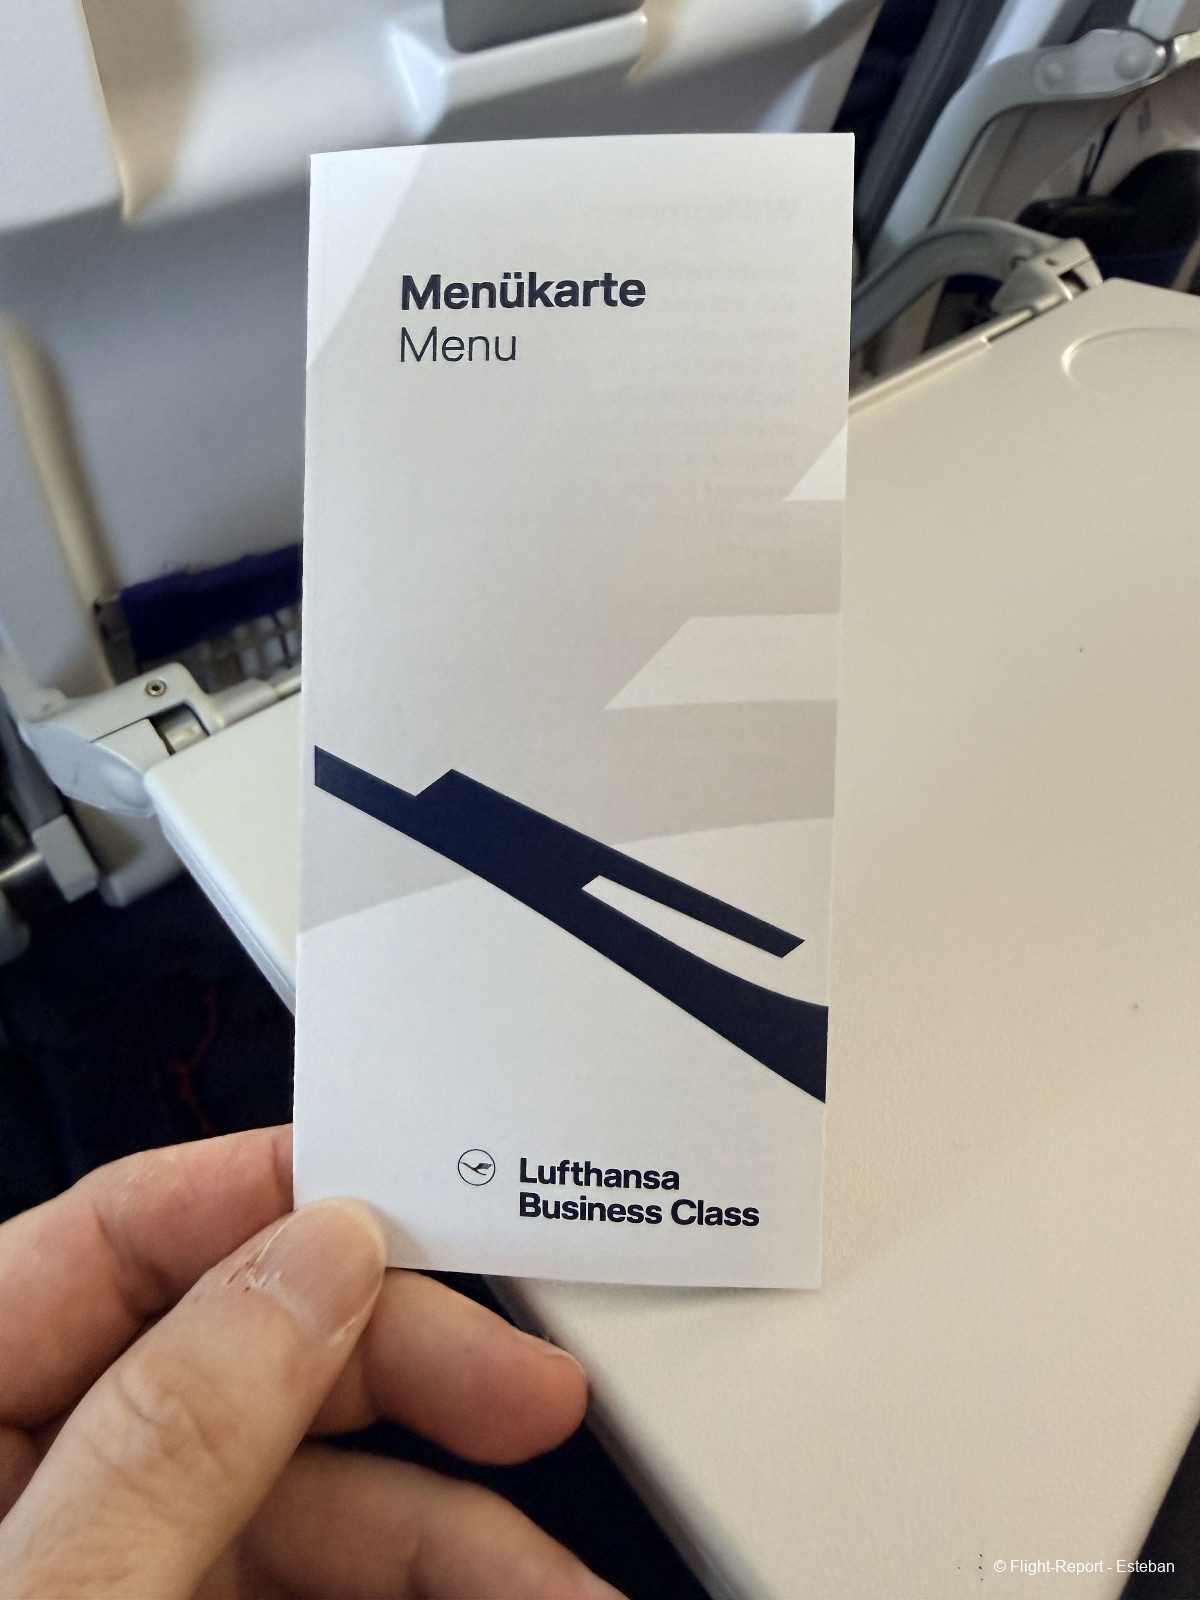 Menükarte
Menu
Lufthansa
Business Class
© Flight-Report - Esteban